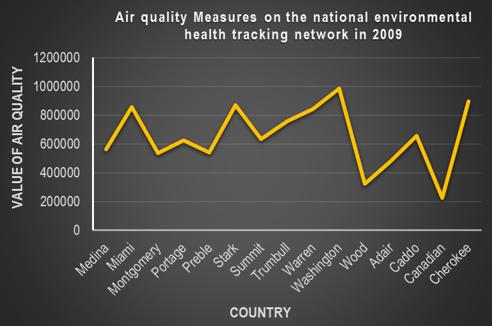 Air quality Measures on the national environmental
health tracking network in 2009
VALUE OF AIR QUALITY
1200000
1000000
800000
600000
400000
200000
0
Medina
Miami
Montgomery
Portage
Preble
Stark
Summit
Trumbull
Warren
Washington
Wood
Adair
Caddo
Canadian
Cherokee
COUNTRY